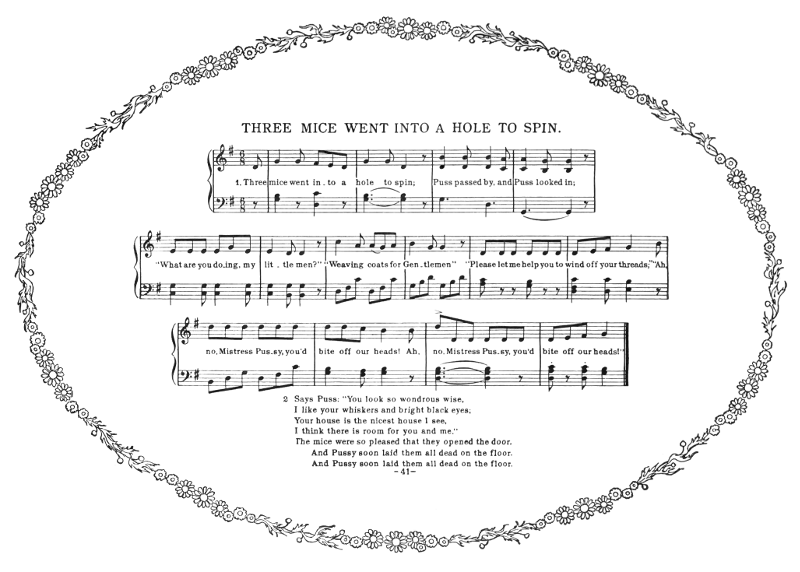 THREE MICE WENT INTO A HOLE TO SPIN.
1. Three mice went in - to a hole to spin; Puss passed by, and Puss looked in;
"What are you do-ing, my lit - tle men?" "Weaving coats for Gen-tlemen" "Please let me help you to wind off your threads," "Ah,
no, Mistress Pus-sy, you'd bite off our heads! Ah, no, Mistress Pus-sy, you'd bite off our heads!"
2 Says Puss: "You look so wondrous wise,
I like your whiskers and bright black eyes;
Your house is the nicest house I see,
I think there is room for you and me."
The mice were so pleased that they opened the door.
And Pussy soon laid them all dead on the floor.
And Pussy soon laid them all dead on the floor.
-41-